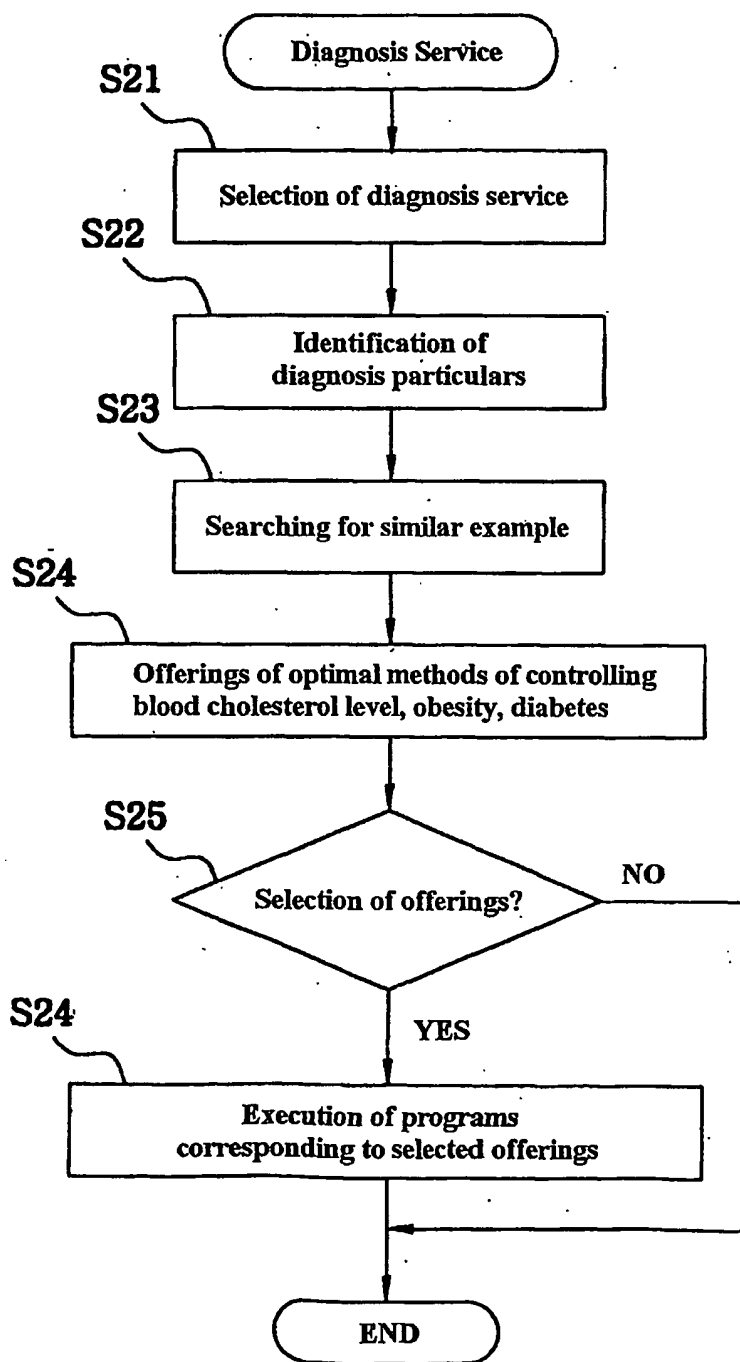 Diagnosis Service
S21
Selection of diagnosis service
S22
Identification of
diagnosis particulars
S23
Searching for similar example
S24
Offerings of optimal methods of controlling
blood cholesterol level, obesity, diabetes
S25
Selection of offerings?
NO
YES
S24
Execution of programs
corresponding to selected offerings
END